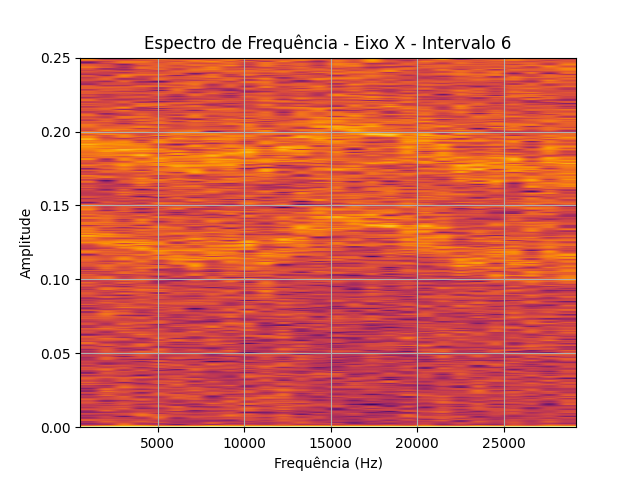 Espectro de Frequência - Eixo X - Intervalo 6
0.25
0.20
0.15
0.10
0.05
0.00
Amplitude
5000 10000 15000 20000 25000
Frequência (Hz)